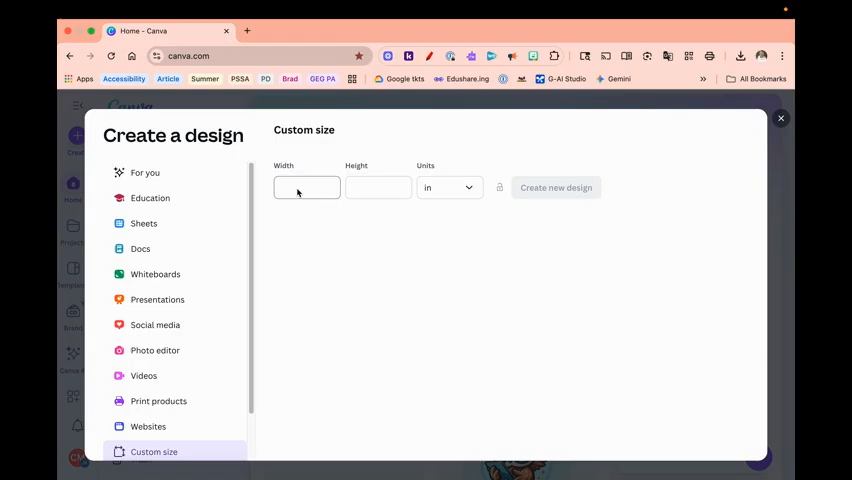 Home - Canva
canva.com
Apps
Accessibility
Article
Summer
PSSA
PD
Brad
GEG PA
Google tkts
Edushare.ing
G-AI Studio
Gemini
All Bookmarks
Create a design
For you
Education
Sheets
Docs
Whiteboards
Presentations
Social media
Photo editor
Videos
Print products
Websites
Custom size
Custom size
Width
Height
Units
in
Create new design
Home
CM